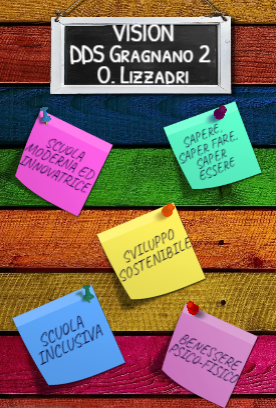 VISION
DDS GRAGNANO 2
O. LIZZADRI
SCUOLA
MODERNA ED
INNOVATRICE
SAPERE,
SAPER FARE,
SAPER
ESSERE
SVILUPPO
SOSTENIBILE
SCUOLA
INCLUSIVA
BENESSERE
PSICO-FISICO